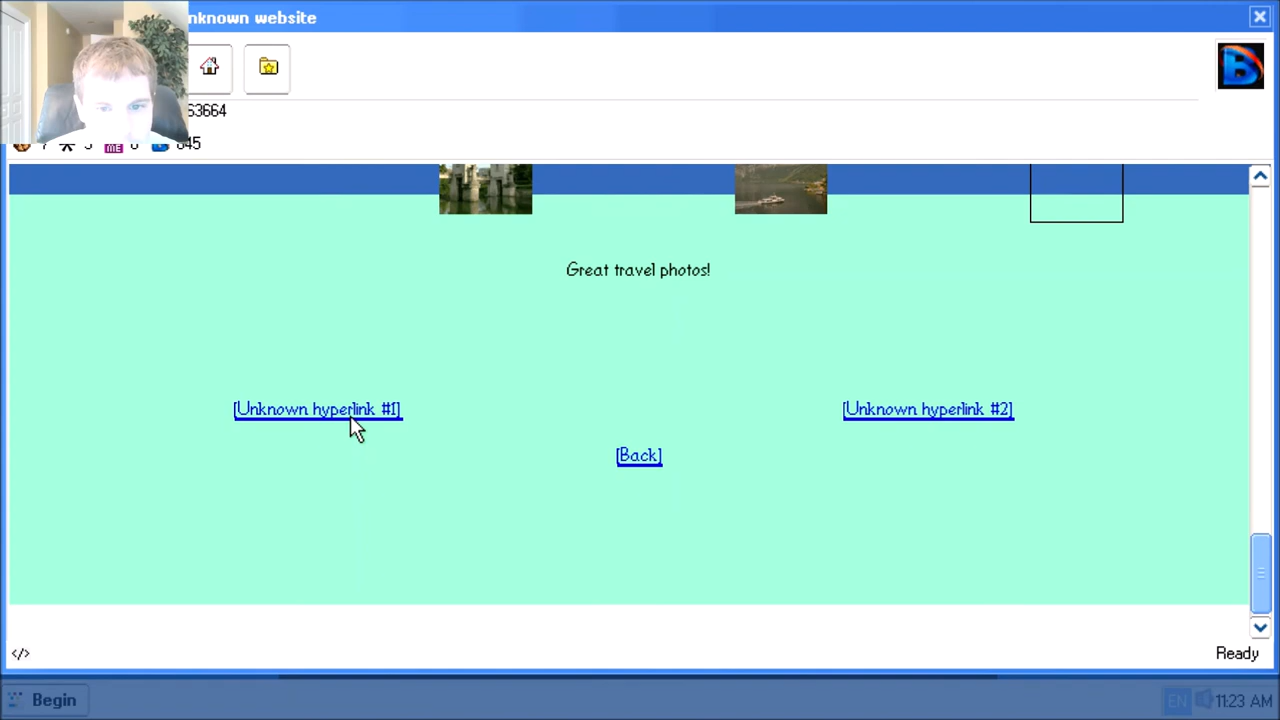 nknown website
63664
845
Great travel photos!
[Unknown hyperlink #1]
[Unknown hyperlink #2]
[Back]
</>
Ready
Begin
EN
11:23 AM